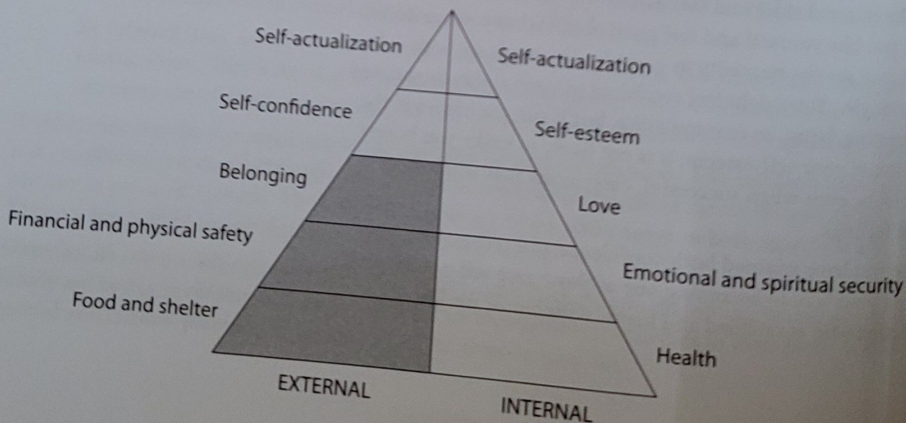 Self-actualization
Self-actualization
Self-confidence
Self-esteem
Belonging
Love
Financial and physical safety
Emotional and spiritual security
Food and shelter
Health
EXTERNAL
INTERNAL